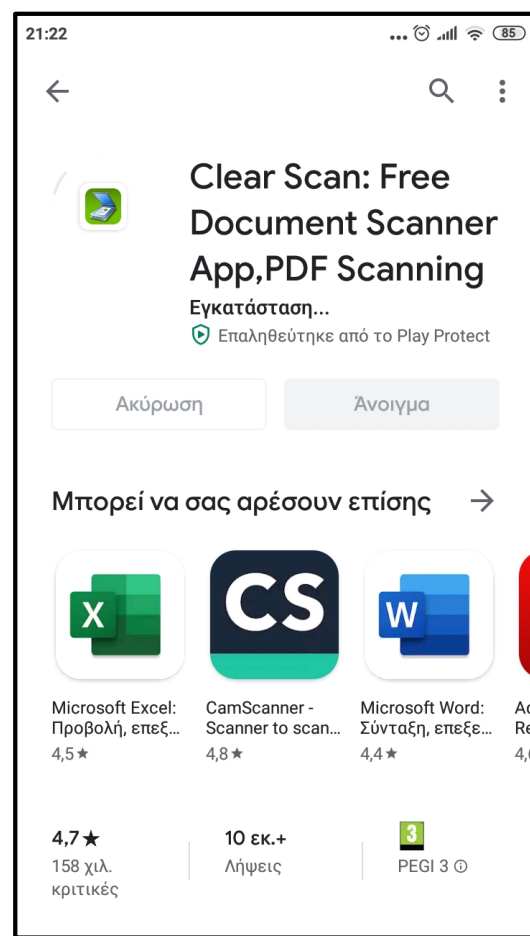 21:22
85
Clear Scan: Free
Document Scanner
App,PDF Scanning
Εγκατάσταση...
Επαληθεύτηκε από το Play Protect
Ακύρωση
Άνοιγμα
Μπορεί να σας αρέσουν επίσης
X
CS
W
Microsoft Excel:
Προβολή, επεξ...
4,5★
CamScanner -
Scanner to scan...
4,8★
Microsoft Word:
Σύνταξη, επεξε...
4,4★
4,7★
158 χιλ.
κριτικές
10 εκ.+
Λήψεις
3
PEGI 3